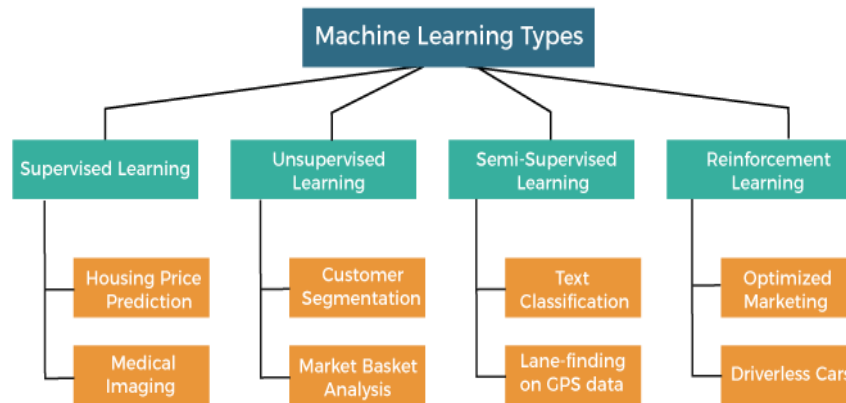 Machine Learning Types
Supervised Learning
Unsupervised
Learning
Semi-Supervised
Learning
Reinforcement
Learning
Housing Price
Prediction
Customer
Segmentation
Text
Classification
Optimized
Marketing
Medical
Imaging
Market Basket
Analysis
Lane-finding
on GPS data
Driverless Cars